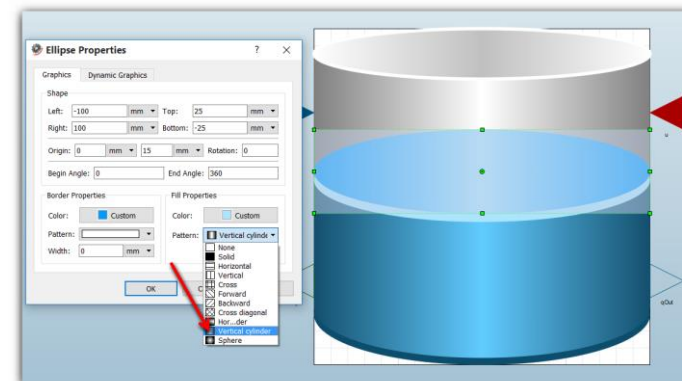 Ellipse Properties ? ×
Graphics Dynamic Graphics
Shape
Left: -100 mm Top: 25 mm
Right: 100 mm Bottom: -25 mm
Origin: 0 mm 15 mm Rotation: 0
Begin Angle: 0 End Angle: 360
Border Properties Fill Properties
Color: Custom Color: Custom
Pattern: Pattern: Vertical cylinde
Width: 0 mm
None
Solid
Horizontal
Vertical
Cross
Forward
Backward
Cross diagonal
Hor...der
Vertical cylinder
Sphere
OK C
u
qOut